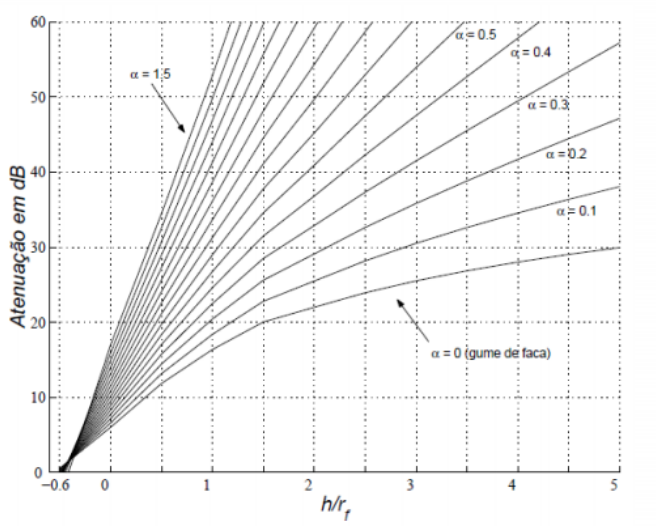 60
α = 0.5
α = 0.4
α = 1.5
50
α = 0.3
40
α = 0.2
α = 0.1
30
20
α = 0 (gume de faca)
10
0
Atenuação em dB
−0.6 0 1 2 3 4 5
h/rf